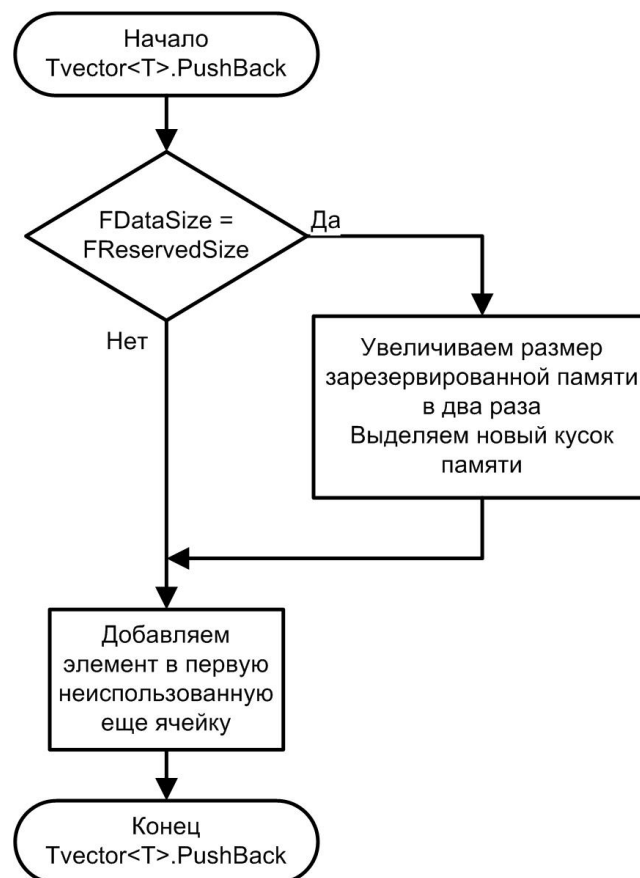 Начало
Tvector<T>.PushBack
FDataSize =
FReservedSize
Да
Нет
Увеличиваем размер
зарезервированной памяти
в два раза
Выделяем новый кусок
памяти
Добавляем
элемент в первую
неиспользованную
еще ячейку
Конец
Tvector<T>.PushBack